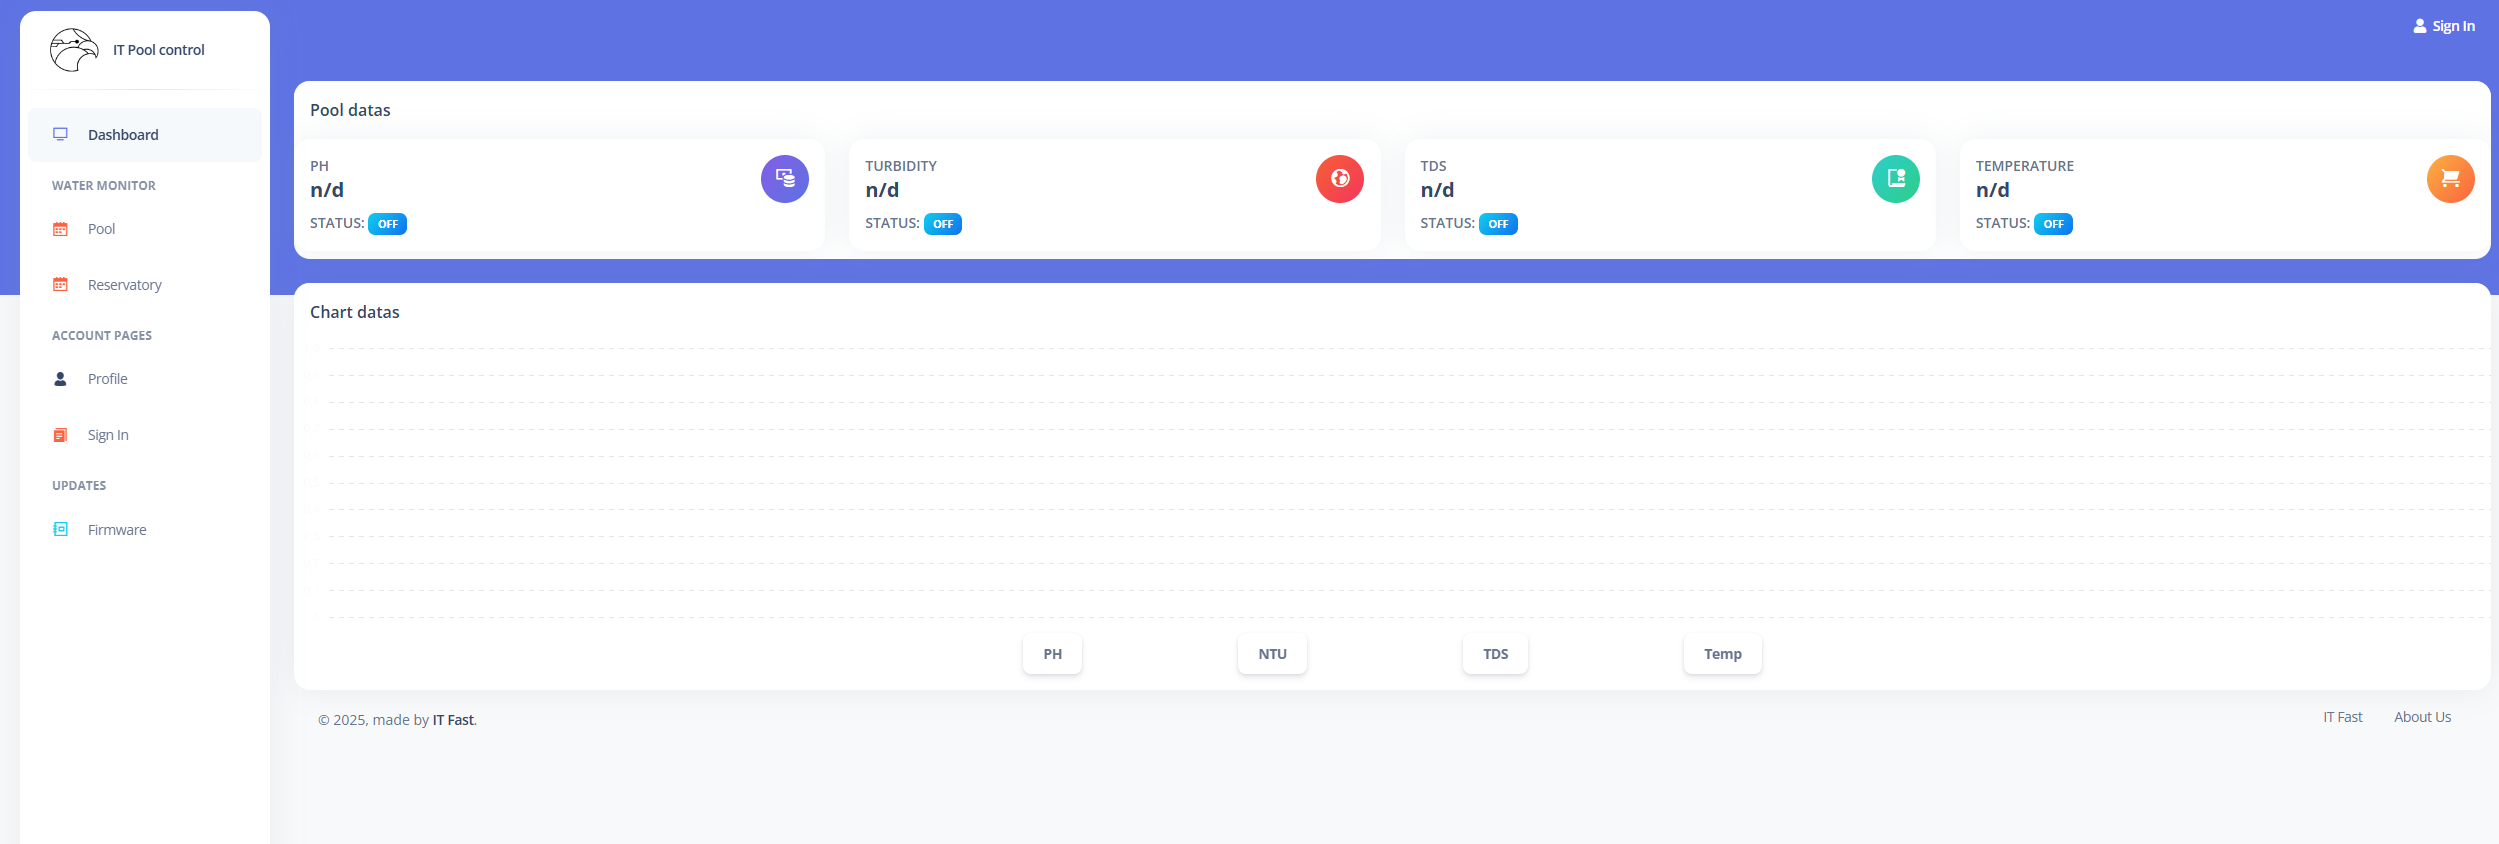 IT Pool control
Sign In
Dashboard
WATER MONITOR
Pool
Reservatory
ACCOUNT PAGES
Profile
Sign In
UPDATES
Firmware
Pool datas
PH
n/d
STATUS: OFF
TURBIDITY
n/d
STATUS: OFF
TDS
n/d
STATUS: OFF
TEMPERATURE
n/d
STATUS: OFF
Chart datas
PH
NTU
TDS
Temp
© 2025, made by IT Fast.
IT Fast
About Us